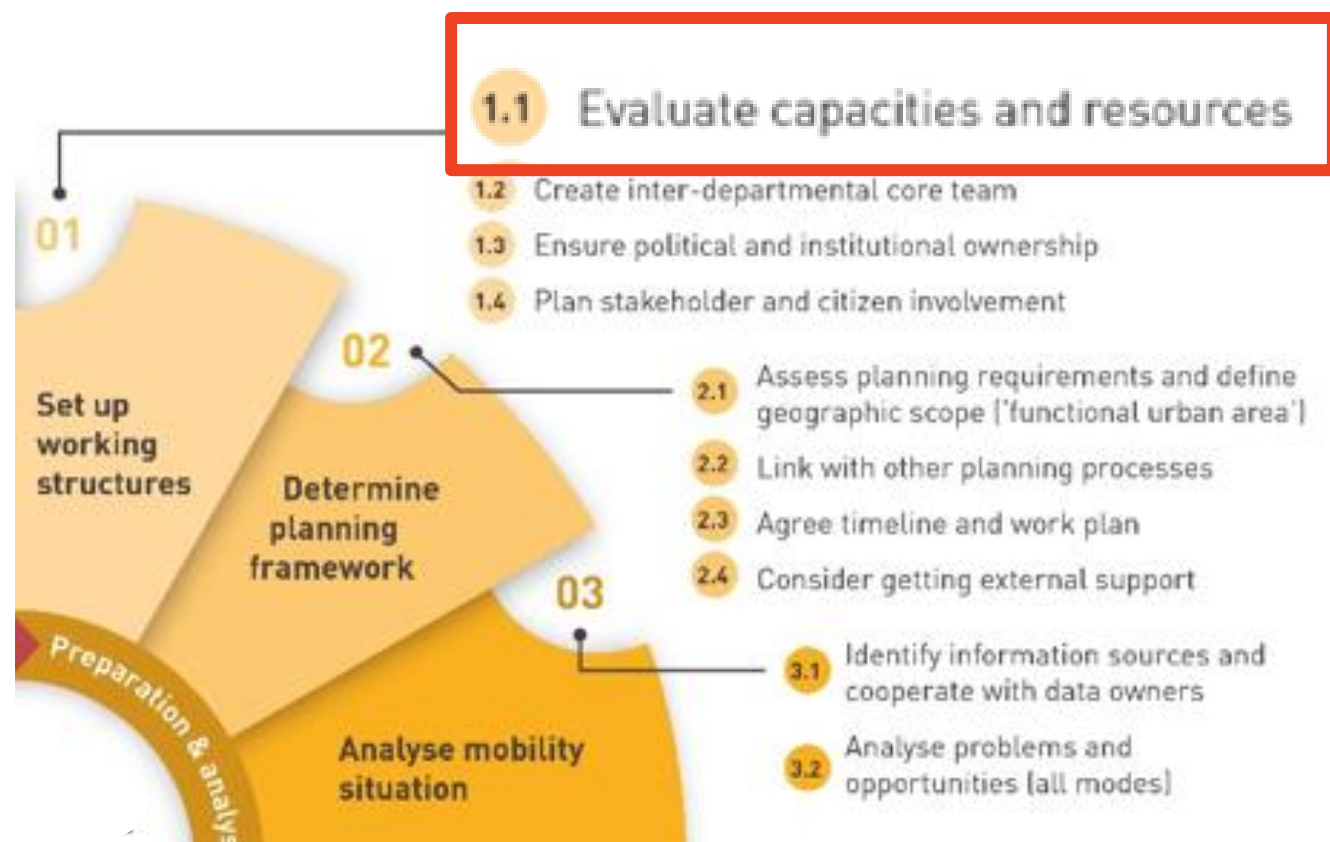 1.1 Evaluate capacities and resources
1.2 Create inter-departmental core team
01
1.3 Ensure political and institutional ownership
1.4 Plan stakeholder and citizen involvement
02
2.1 Assess planning requirements and define
geographic scope ('functional urban area')
Set up
working
structures
2.2 Link with other planning processes
Determine
planning
framework
2.3 Agree timeline and work plan
2.4 Consider getting external support
03
3.1 Identify information sources and
cooperate with data owners
Preparation & analys
Analyse mobility
situation
3.2 Analyse problems and
opportunities (all modes)